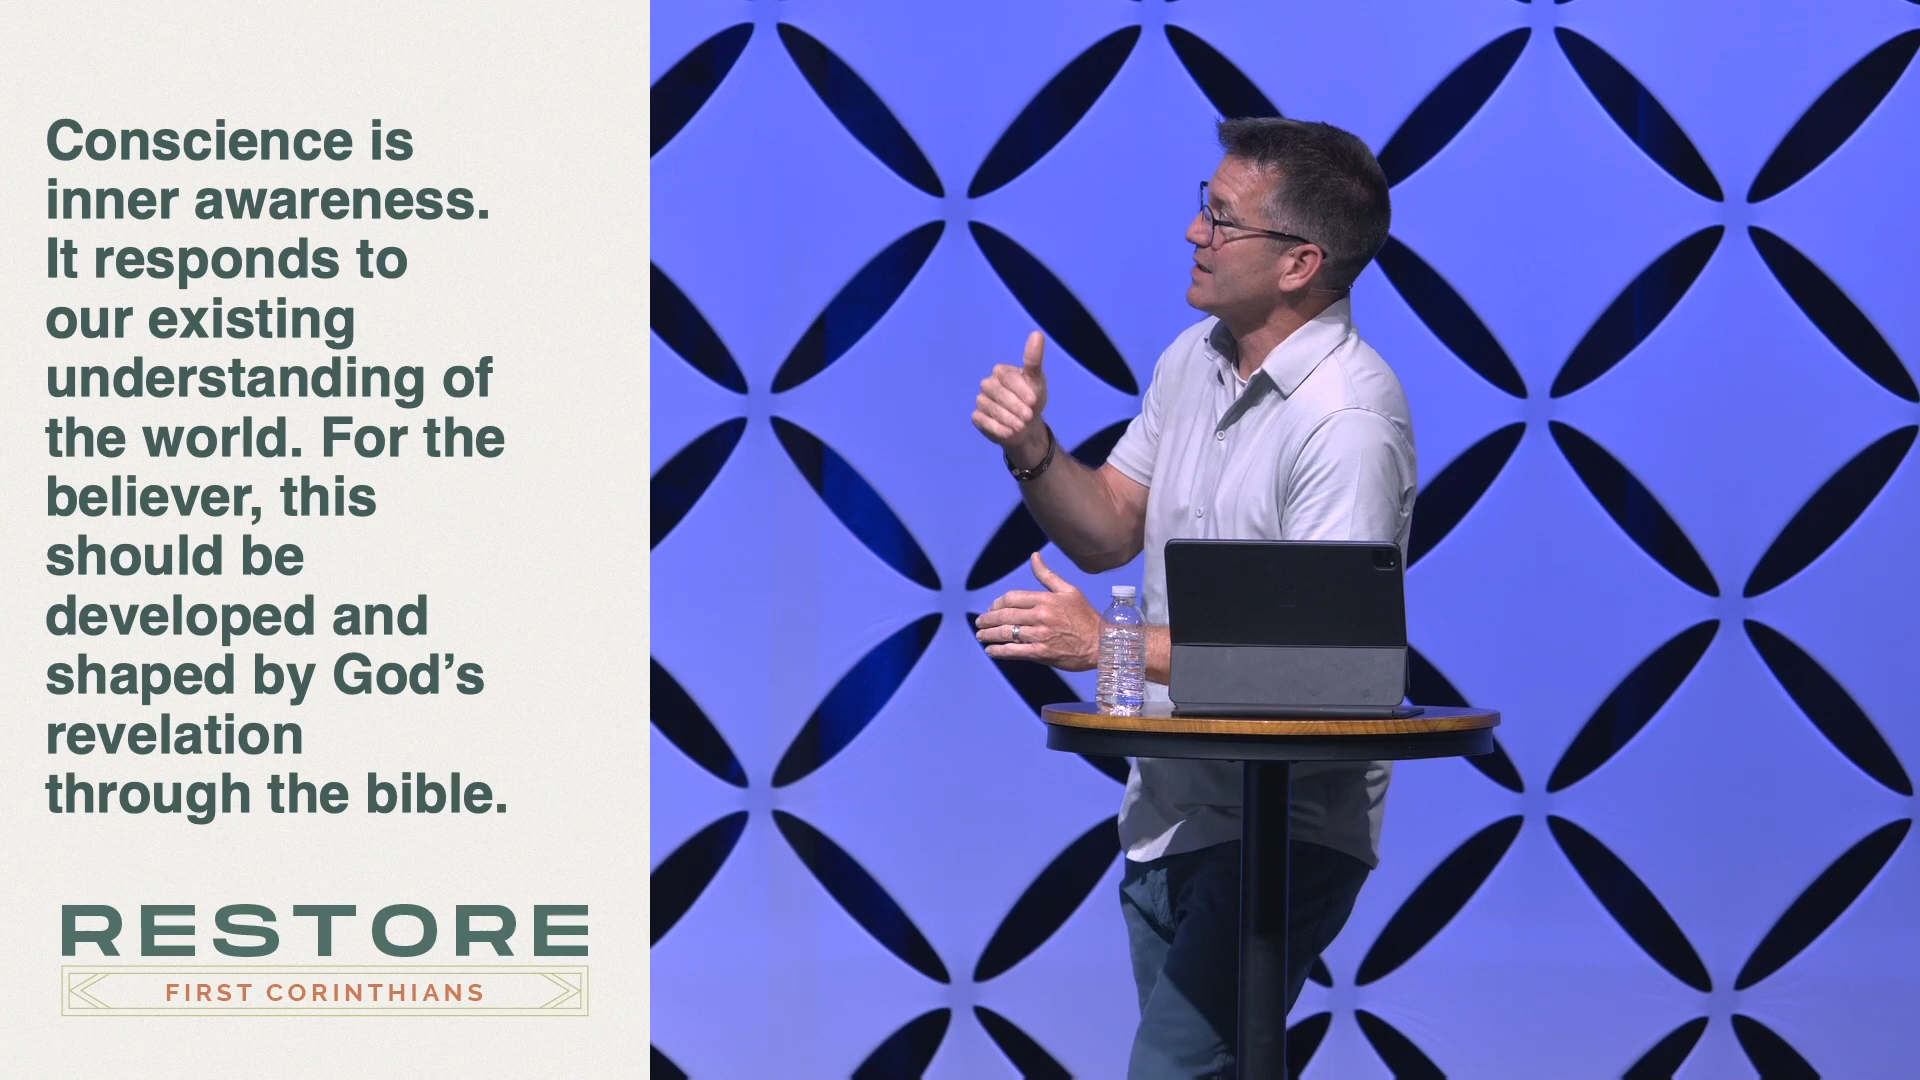 Conscience is
inner awareness.
It responds to
our existing
understanding of
the world. For the
believer, this
should be
developed and
shaped by God’s
revelation
through the bible.
RESTORE
FIRST CORINTHIANS